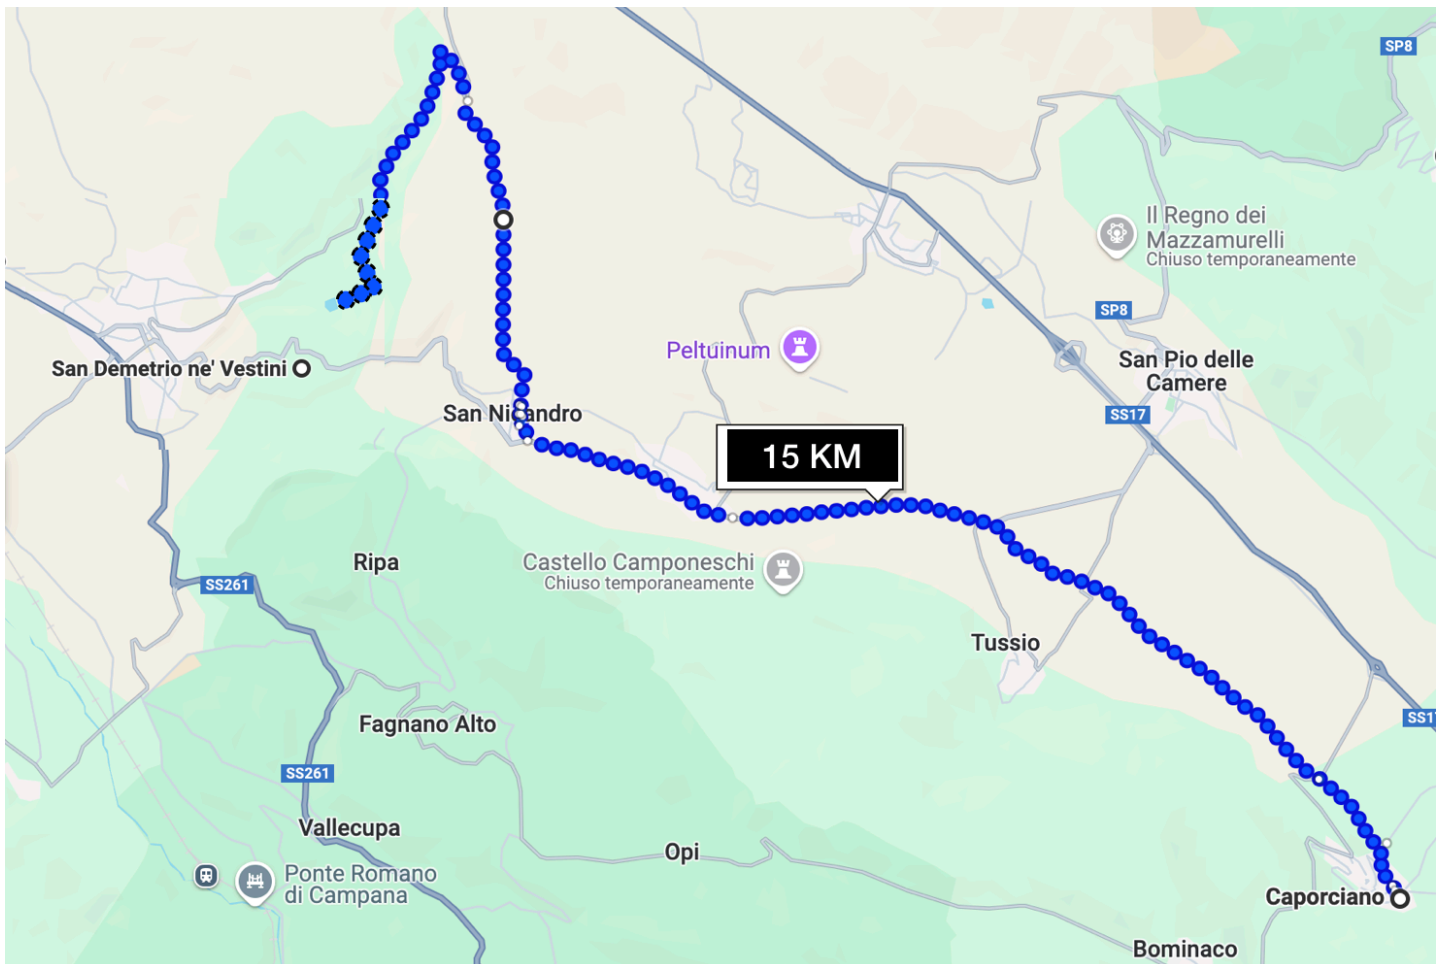 SP8
Il Regno dei
Mazzamurelli
Chiuso temporaneamente
SP8
Peltuinum
San Pio delle
Camere
San Demetrio ne' Vestini
San Nicandro
SS17
15 KM
Castello Camponeschi
Chiuso temporaneamente
Ripa
SS261
Tussio
Fagnano Alto
SS17
SS261
Vallecupa
Opi
Ponte Romano
di Campana
Caporciano
Bominaco